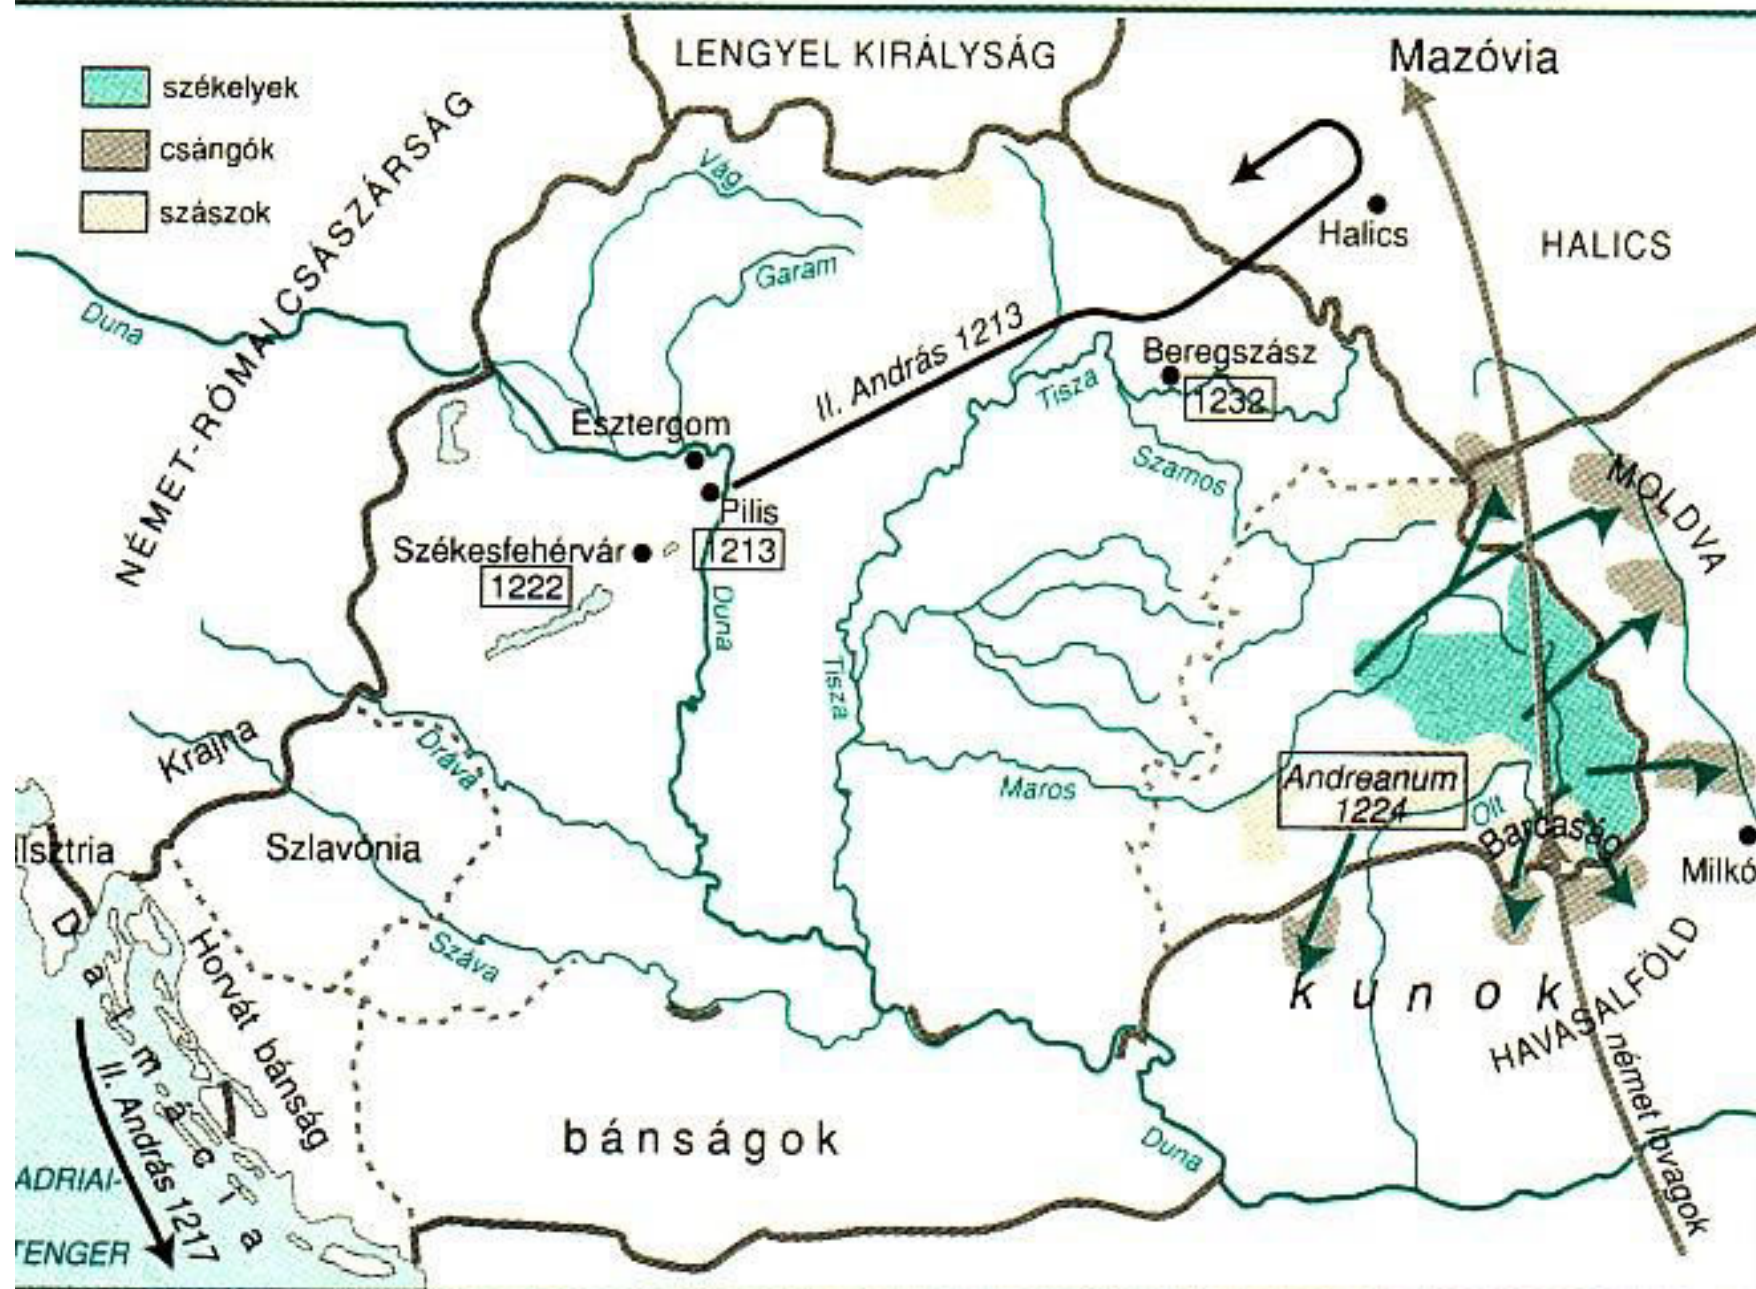 LENGYEL KIRÁLYSÁG
Mazóvia
székelyek
csángók
szászok
NÉMET-RÓMAI CSÁSZÁRSÁG
Vág
Garam
Duna
Halics
HALICS
II. András 1213
Beregszász
1232
Tisza
Esztergom
Szamos
MOLDVA
Pilis
1213
Székesfehérvár
1222
Duna
Tisza
Krajna
Dráva
Maros
Andreanum
1224
Olt
Barcaság
Isztria
Szlavónia
Milkó
Dalmácia
Horvát bánság
Száva
kunok
HAVASALFÖLD
német lovagok
II. András 1217
bánságok
Duna
ADRIAI-
TENGER